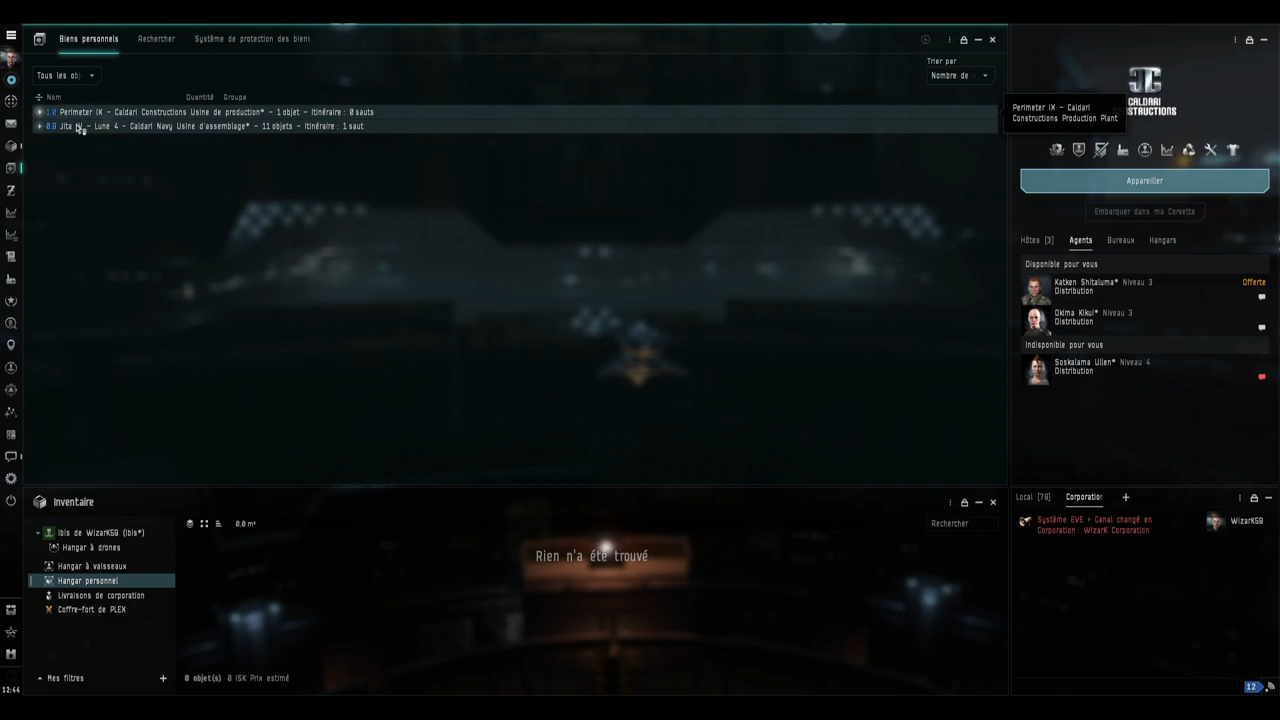 Biens personnels
Rechercher
Système de protection des biens
Tous les obj
Trier par
Nombre de
Nom
Quantité
Groupe
1.0 Perimeter IX - Caldari Constructions Usine de production* - 1 objet - Itinéraire : 0 sauts
0.9 Jita IV - Lune 4 - Caldari Navy Usine d'assemblage* - 11 objets - Itinéraire : 1 saut
Perimeter IX - Caldari
Constructions Production Plant
CALDARI
CONSTRUCTIONS
Appareiller
Embarquer dans ma Corvette
Hôtes [3]
Agents
Bureaux
Hangars
Disponible pour vous
Katken Shitaluma* Niveau 3
Distribution
Offerte
Okima Kikui* Niveau 3
Distribution
Indisponible pour vous
Soskalama Ullen* Niveau 4
Distribution
Inventaire
Ibis de WizarK59 (Ibis*)
Hangar à drones
Hangar à vaisseaux
Hangar personnel
Livraisons de corporation
Coffre-fort de PLEX
0.0 m³
Rechercher
Rien n'a été trouvé
Mes filtres
+
0 objet(s) 0 ISK Prix estimé
Local [79]
Corporation
+
Système EVE > Canal changé en
Corporation : WizarK Corporation
WizarK59
12:44
12